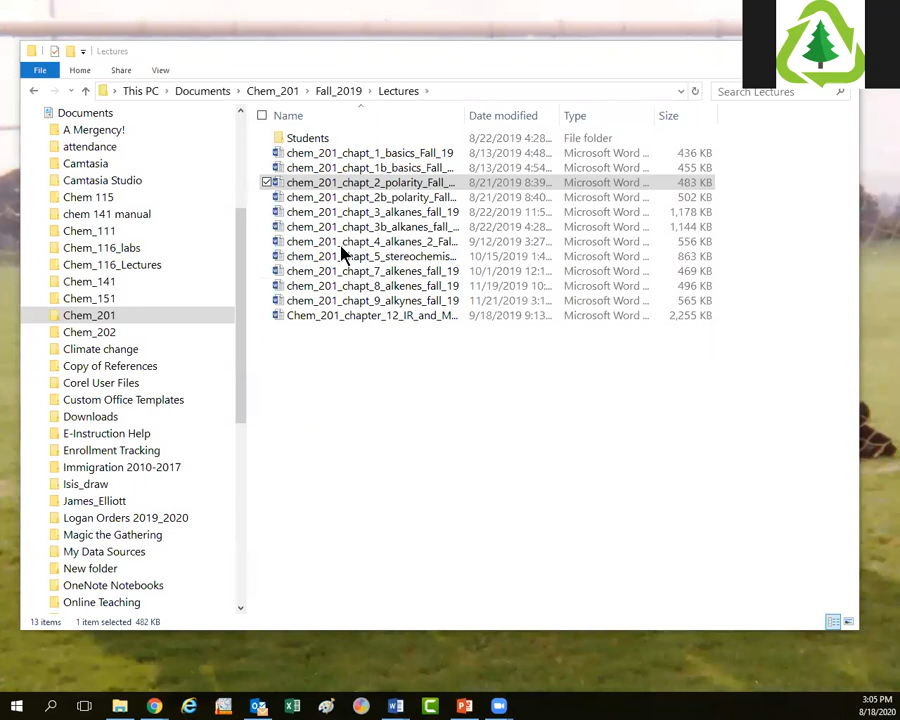 Lectures
File Home Share View
This PC > Documents > Chem_201 > Fall_2019 > Lectures > Search Lectures
Name Date modified Type Size
Students 8/22/2019 4:28... File folder
chem_201_chapt_1_basics_Fall_19 8/13/2019 4:48... Microsoft Word ... 436 KB
chem_201_chapt_1b_basics_Fall_... 8/13/2019 4:54... Microsoft Word ... 455 KB
chem_201_chapt_2_polarity_Fall_... 8/21/2019 8:39... Microsoft Word ... 483 KB
chem_201_chapt_2b_polarity_Fall... 8/21/2019 8:40... Microsoft Word ... 502 KB
chem_201_chapt_3_alkanes_fall_19 8/22/2019 11:5... Microsoft Word ... 1,178 KB
chem_201_chapt_3b_alkanes_fall_... 8/22/2019 4:28... Microsoft Word ... 1,144 KB
chem_201_chapt_4_alkanes_2_Fal... 9/12/2019 3:27... Microsoft Word ... 556 KB
chem_201_chapt_5_stereochemis... 10/15/2019 1:4... Microsoft Word ... 863 KB
chem_201_chapt_7_alkenes_fall_19 10/1/2019 12:1... Microsoft Word ... 469 KB
chem_201_chapt_8_alkenes_fall_19 11/19/2019 10:... Microsoft Word ... 496 KB
chem_201_chapt_9_alkynes_fall_19 11/21/2019 3:1... Microsoft Word ... 565 KB
Chem_201_chapter_12_IR_and_M... 9/18/2019 9:13... Microsoft Word ... 2,255 KB
Documents
A Mergency!
attendance
Camtasia
Camtasia Studio
Chem 115
chem 141 manual
Chem_111
Chem_116_labs
Chem_116_Lectures
Chem_141
Chem_151
Chem_201
Chem_202
Climate change
Copy of References
Corel User Files
Custom Office Templates
Downloads
E-Instruction Help
Enrollment Tracking
Immigration 2010-2017
Isis_draw
James_Elliott
Logan Orders 2019_2020
Magic the Gathering
My Data Sources
New folder
OneNote Notebooks
Online Teaching
13 items 1 item selected 482 KB
3:05 PM
8/18/2020